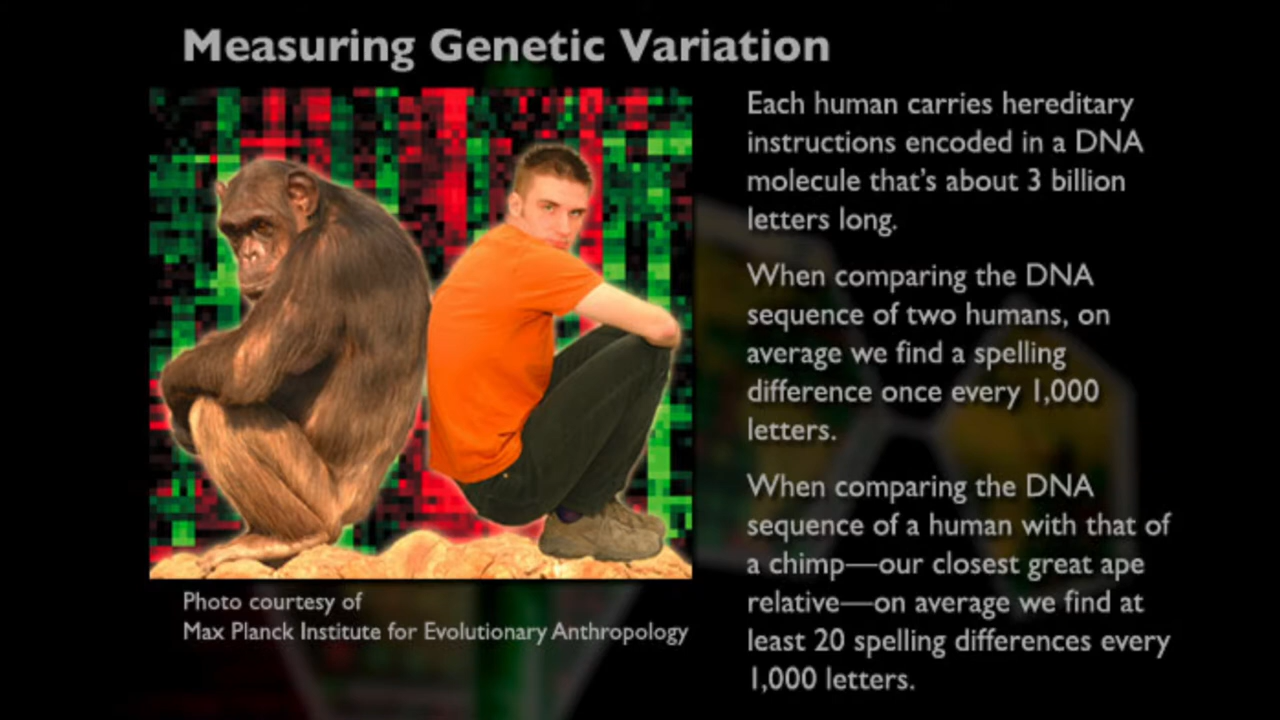 Measuring Genetic Variation
Each human carries hereditary
instructions encoded in a DNA
molecule that's about 3 billion
letters long.
When comparing the DNA
sequence of two humans, on
average we find a spelling
difference once every 1,000
letters.
When comparing the DNA
sequence of a human with that of
a chimp—our closest great ape
relative—on average we find at
least 20 spelling differences every
1,000 letters.
Photo courtesy of
Max Planck Institute for Evolutionary Anthropology